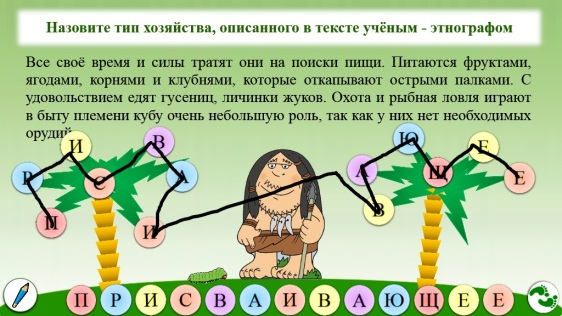 Назовите тип хозяйства, описанного в тексте учёным - этнографом
Все своё время и силы тратят они на поиски пищи. Питаются фруктами,
ягодами, корнями и клубнями, которые откапывают острыми палками. С
удовольствием едят гусениц, личинки жуков. Охота и рыбная ловля играют
в быту племени кубу очень небольшую роль, так как у них нет необходимых
орудий
П Р И С В А И В А Ю Щ Е Е
П Р И С В А И В А Ю Щ Е Е